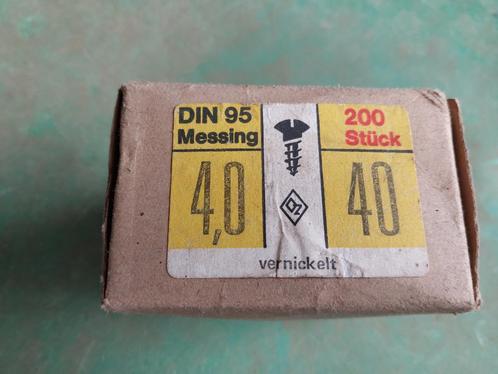 DIN 95
Messing
200
Stück
4,0
40
vernickelt